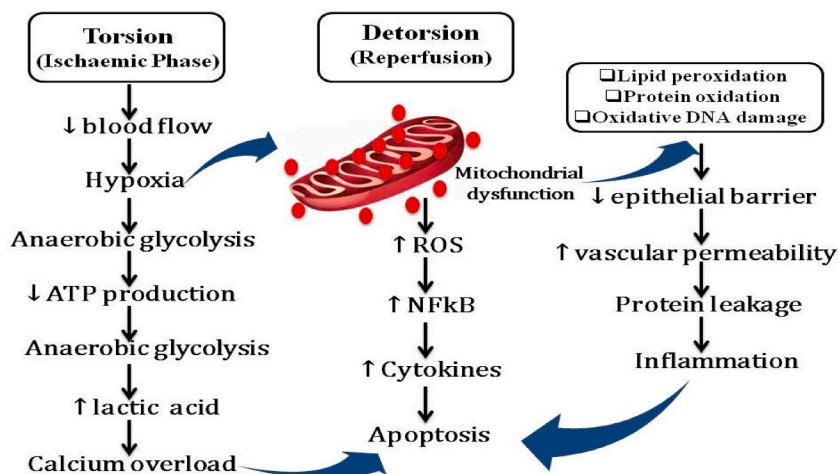 Torsion
(Ischaemic Phase)
↓ blood flow
Hypoxia
Anaerobic glycolysis
↓ ATP production
Anaerobic glycolysis
↑ lactic acid
Calcium overload
Detorsion
(Reperfusion)
Mitochondrial
dysfunction
↑ ROS
↑ NFkB
↑ Cytokines
Apoptosis
❑Lipid peroxidation
❑Protein oxidation
❑Oxidative DNA damage
↓ epithelial barrier
↑ vascular permeability
Protein leakage
Inflammation